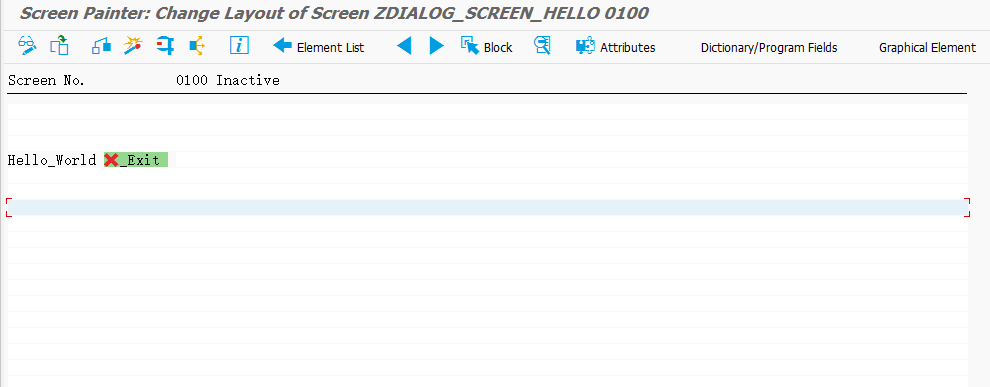 Screen Painter: Change Layout of Screen ZDIALOG_SCREEN_HELLO 0100
Element List Block Attributes Dictionary/Program Fields Graphical Element
Screen No. 0100 Inactive
Hello_World _Exit